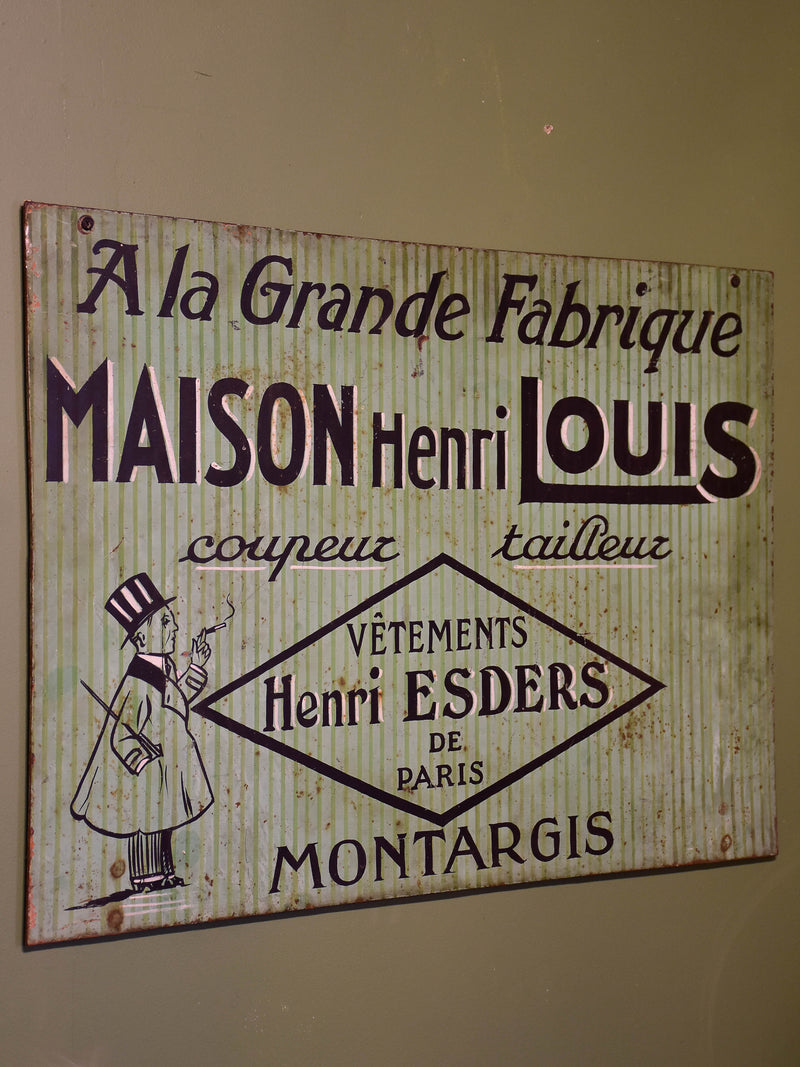 A la Grande Fabrique
MAISON Henri LOUIS
coupeur tailleur
VÊTEMENTS
Henri ESDERS
DE
PARIS
MONTARGIS